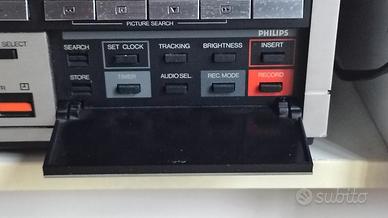 PICTURE SEARCH
PHILIPS
SELECT
SEARCH SET CLOCK TRACKING BRIGHTNESS INSERT
STORE TIMER AUDIO SEL. REC. MODE RECORD
subito